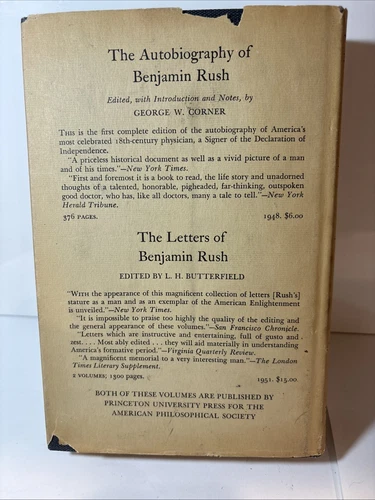 The Autobiography of
Benjamin Rush
Edited, with Introduction and Notes, by
GEORGE W. CORNER
THIS is the first complete edition of the autobiography of America's
most celebrated 18th-century physician, a Signer of the Declaration of
Independence.
"A priceless historical document as well as a vivid picture of a man
and of his times."—New York Times.
"First and foremost it is a book to read, the life story and unadorned
thoughts of a talented, honorable, pigheaded, far-thinking, outspoken
good doctor, who has, like all doctors, many a tale to tell."—New York
Herald Tribune.
376 PAGES. 1948. $6.00
The Letters of
Benjamin Rush
EDITED BY L. H. BUTTERFIELD
"WITH the appearance of this magnificent collection of letters [Rush's]
stature as a man and as an exemplar of the American Enlightenment
is unveiled."—New York Times.
"It is impossible to praise too highly the quality of the editing and
the general appearance of these volumes."—San Francisco Chronicle.
"Letters which are instructive and entertaining, full of gusto and
zest. . . . Most ably edited . . . they will aid materially in understanding
America's formative period."—Virginia Quarterly Review.
"A magnificent memorial to a very interesting man."—The London
Times Literary Supplement.
2 VOLUMES; 1300 pages. 1951. $15.00
BOTH OF THESE VOLUMES ARE PUBLISHED BY
PRINCETON UNIVERSITY PRESS FOR THE
AMERICAN PHILOSOPHICAL SOCIETY